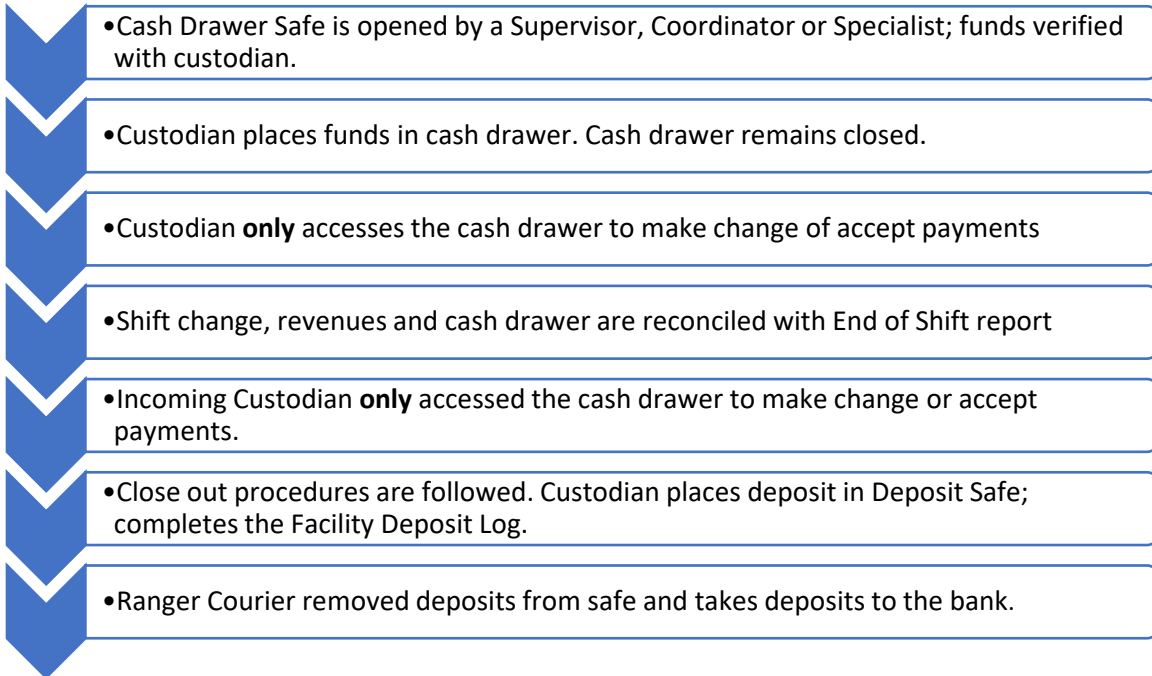 •Cash Drawer Safe is opened by a Supervisor, Coordinator or Specialist; funds verified
with custodian.
•Custodian places funds in cash drawer. Cash drawer remains closed.
•Custodian only accesses the cash drawer to make change of accept payments
•Shift change, revenues and cash drawer are reconciled with End of Shift report
•Incoming Custodian only accessed the cash drawer to make change or accept
payments.
•Close out procedures are followed. Custodian places deposit in Deposit Safe;
completes the Facility Deposit Log.
•Ranger Courier removed deposits from safe and takes deposits to the bank.